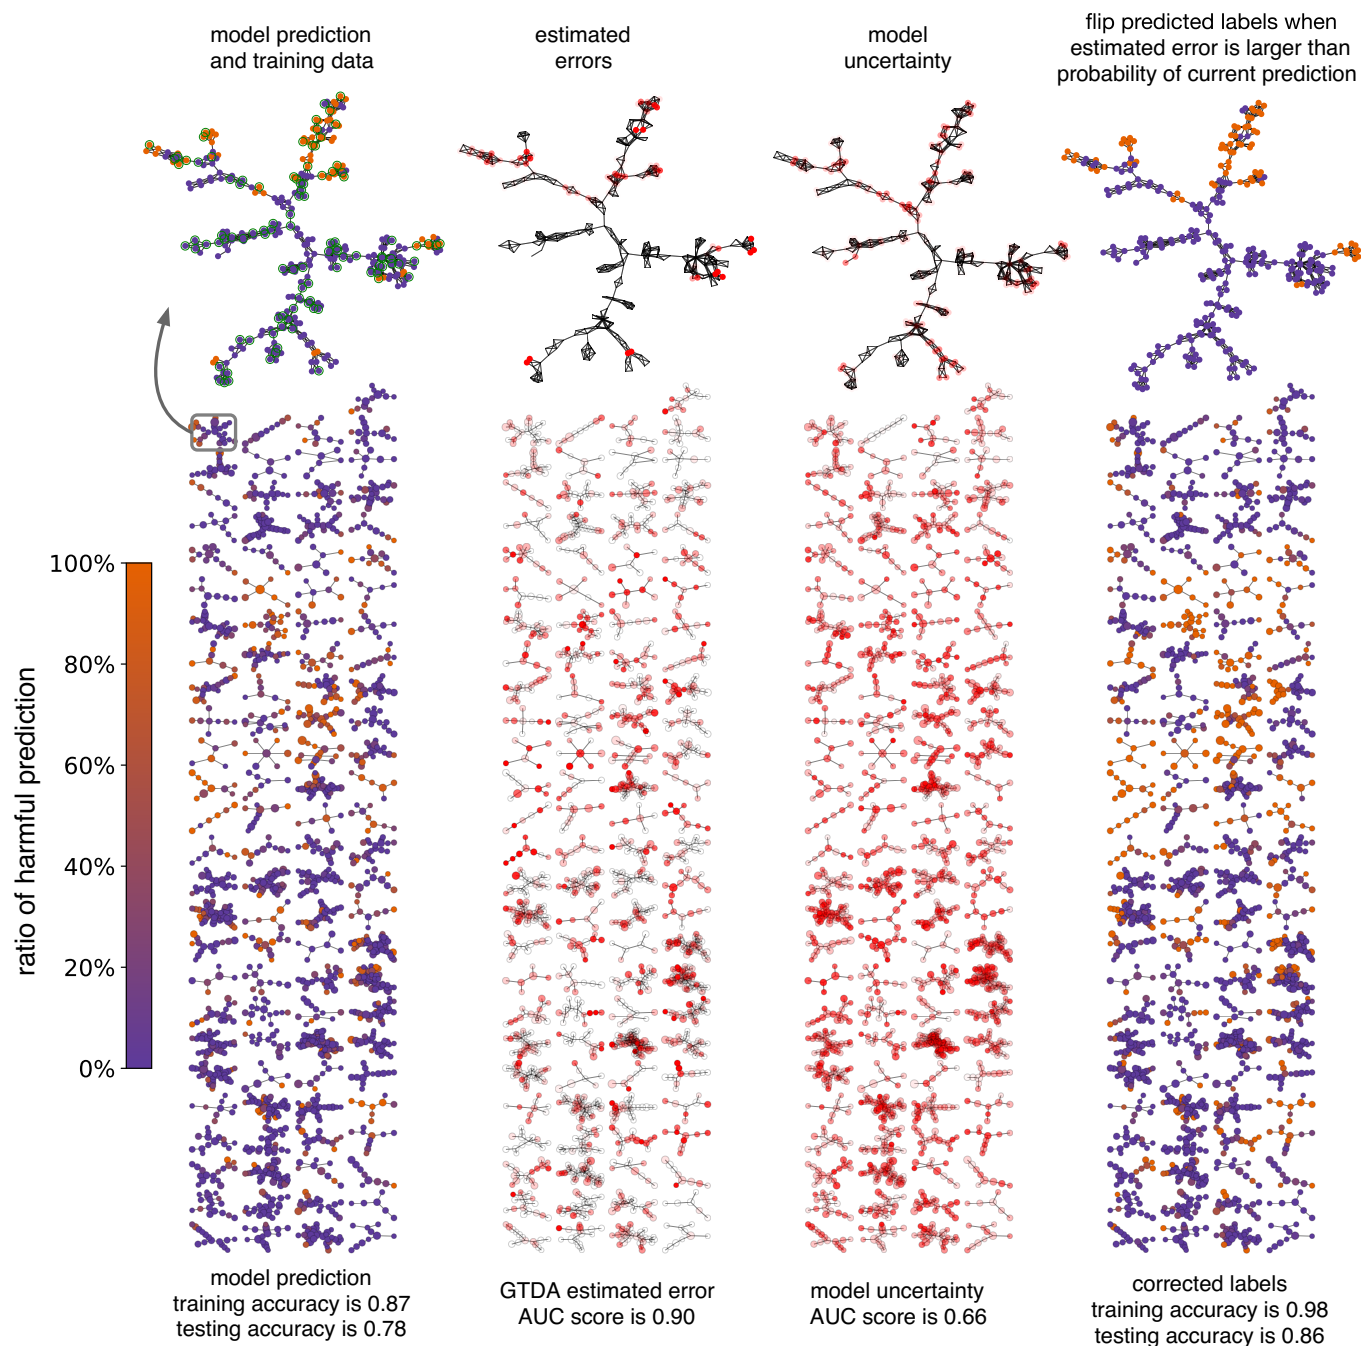 model prediction
and training data
estimated
errors
model
uncertainty
flip predicted labels when
estimated error is larger than
probability of current prediction
100%
80%
60%
40%
20%
0%
ratio of harmful prediction
model prediction
training accuracy is 0.87
testing accuracy is 0.78
GTDA estimated error
AUC score is 0.90
model uncertainty
AUC score is 0.66
corrected labels
training accuracy is 0.98
testing accuracy is 0.86